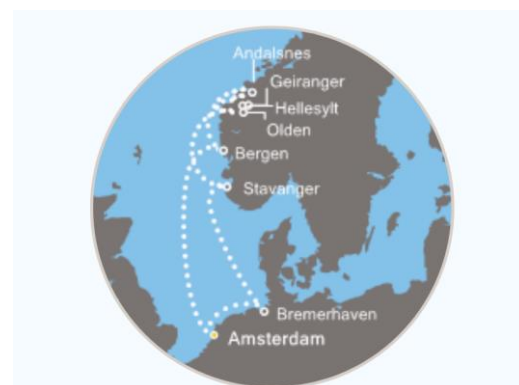 Andalsnes
Geiranger
Hellesylt
Olden
Bergen
Stavanger
Bremerhaven
Amsterdam